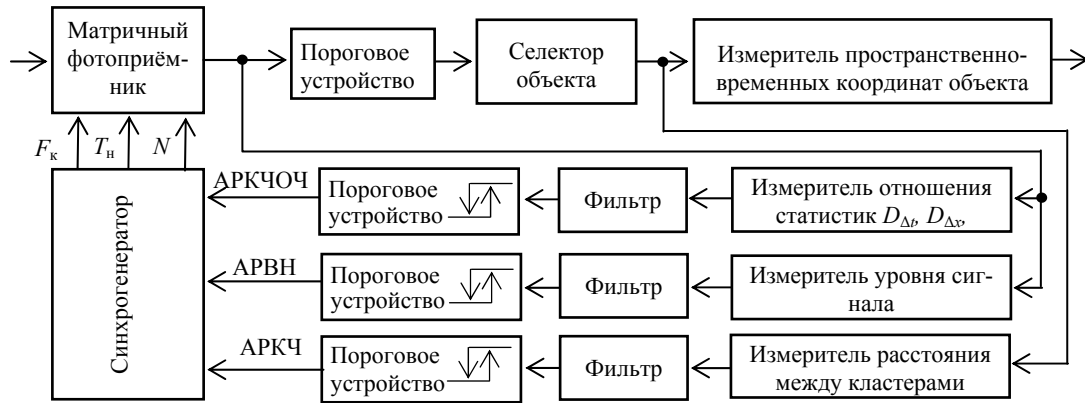 Матричный
фотоприём-
ник
Пороговое
устройство
Селектор
объекта
Измеритель пространственно-
временных координат объекта
Fк
Tн
N
Синхрогенератор
АРКЧОЧ
Пороговое
устройство
Фильтр
Измеритель отношения
статистик DΔt, DΔx,
АРВН
Пороговое
устройство
Фильтр
Измеритель уровня сиг-
нала
АРКЧ
Пороговое
устройство
Фильтр
Измеритель расстояния
между кластерами